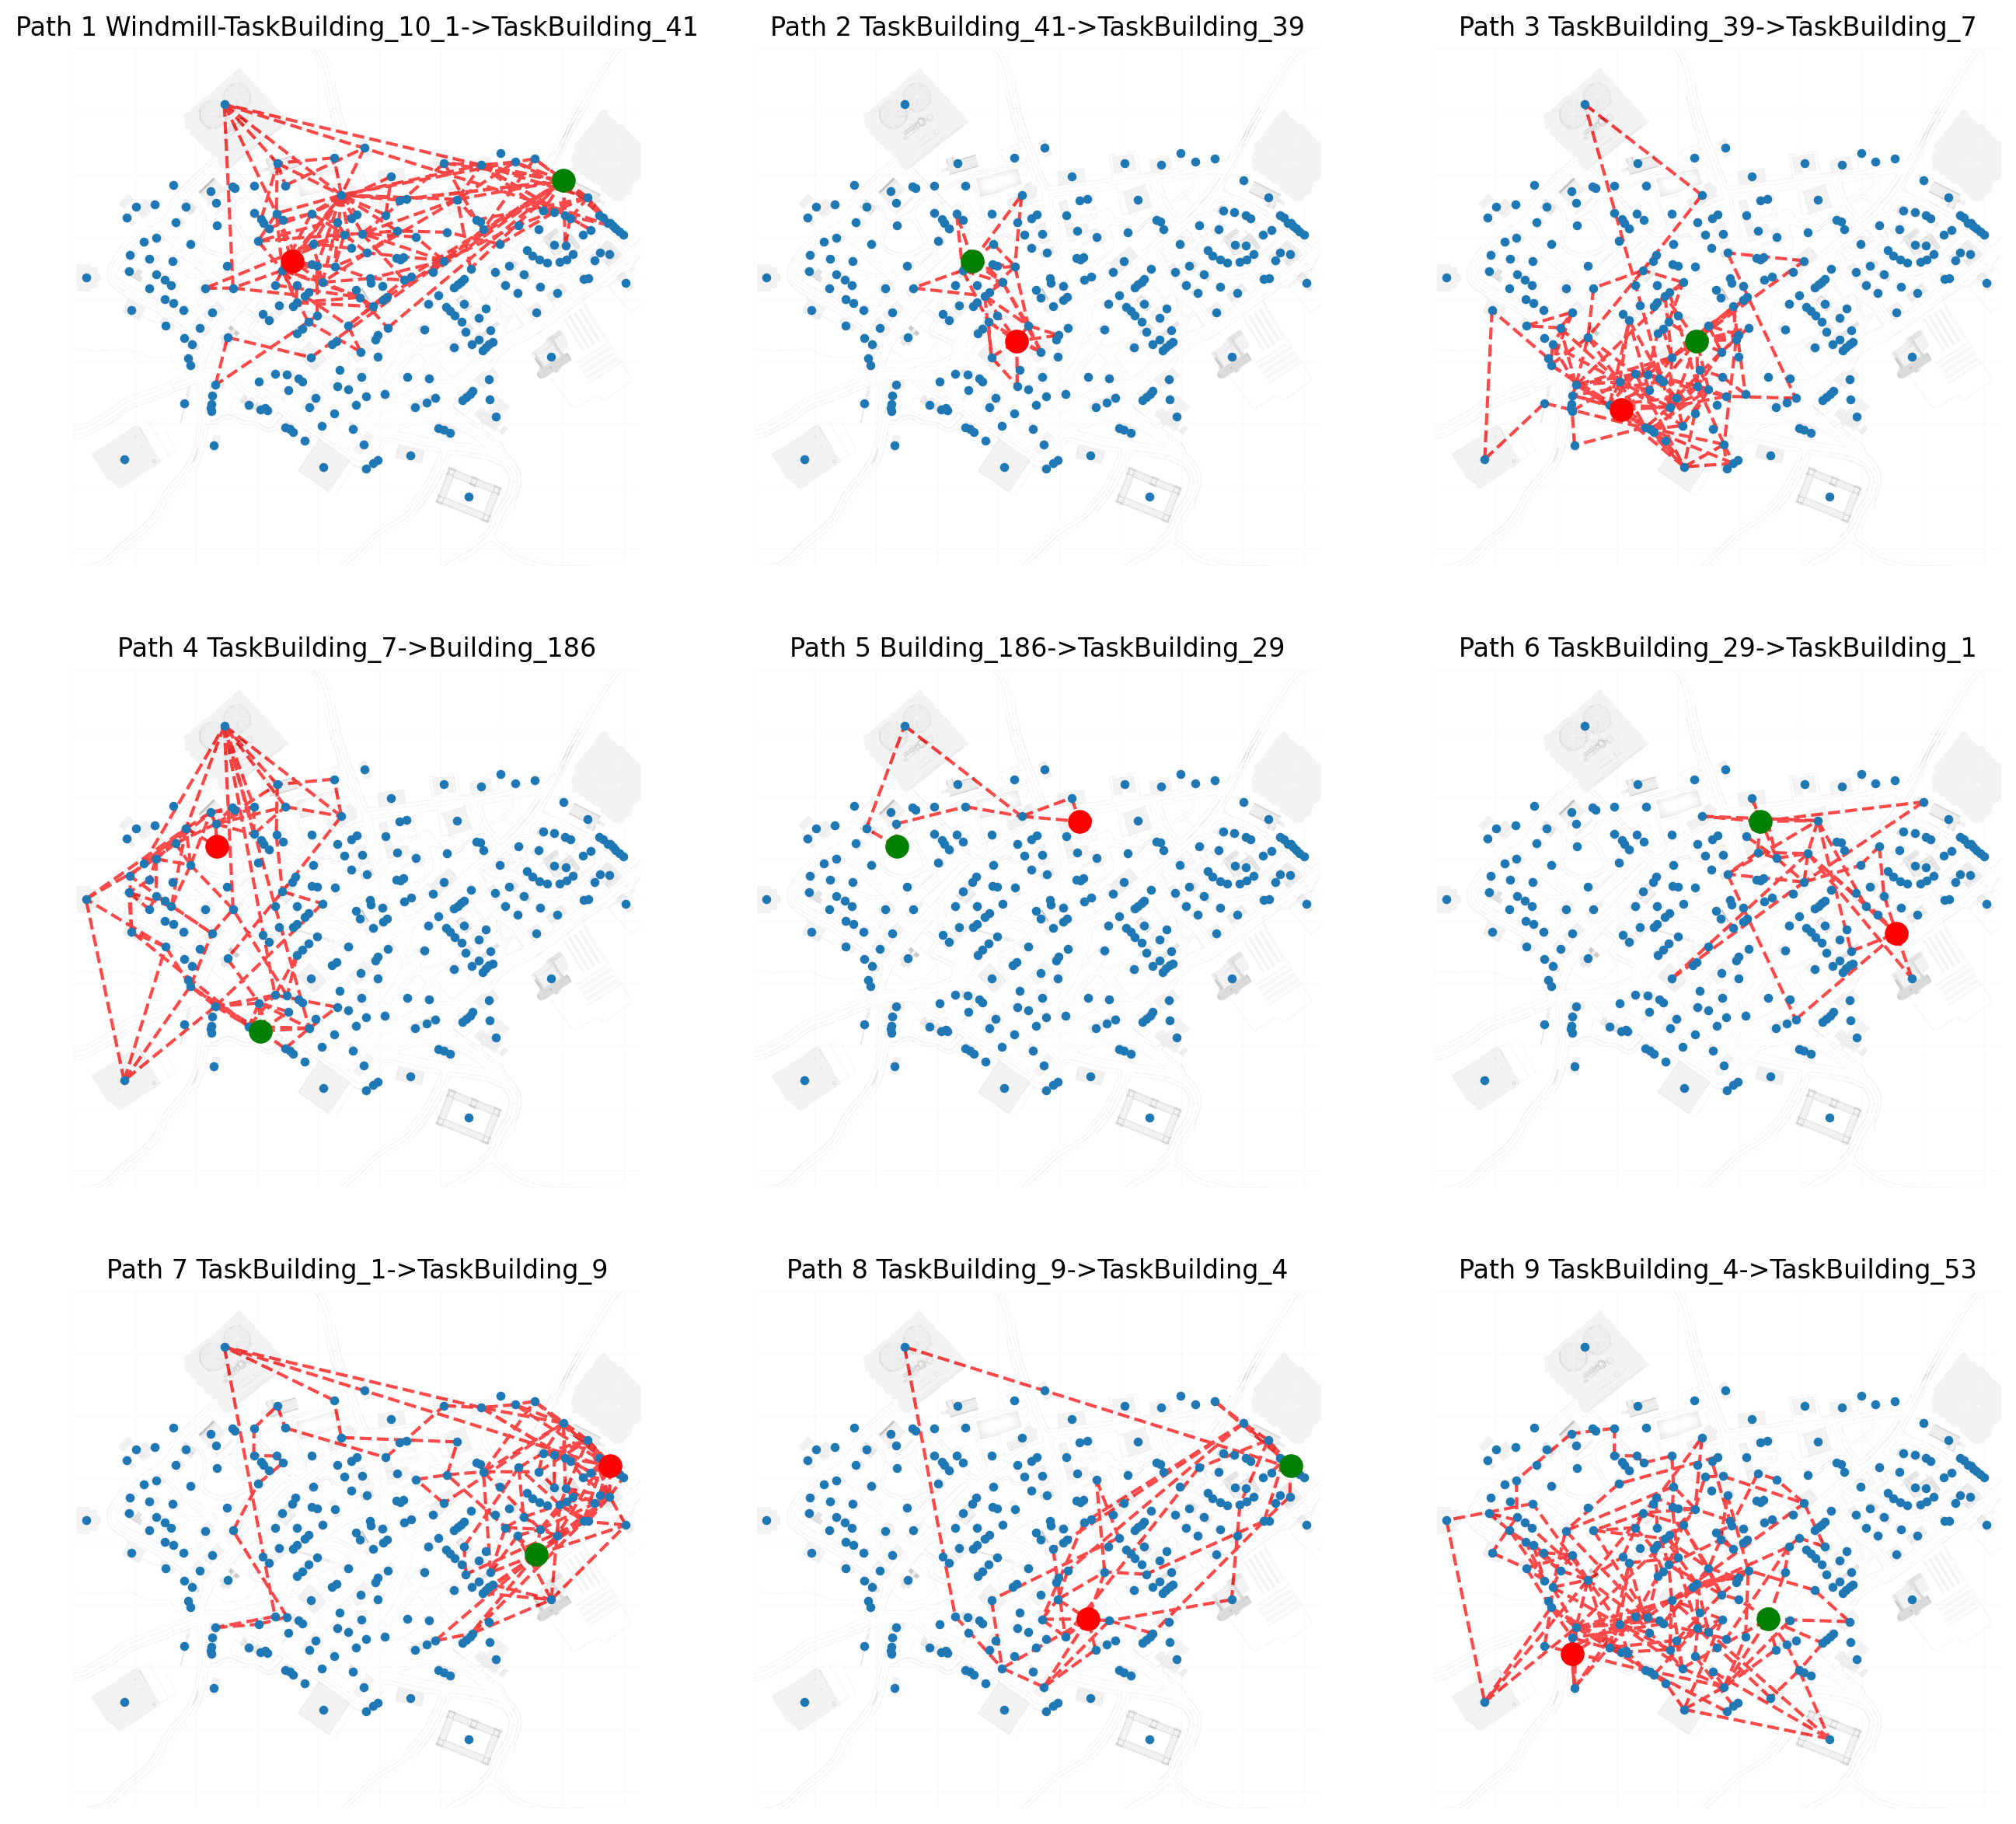 Path 1 Windmill-TaskBuilding_10_1->TaskBuilding_41
Path 2 TaskBuilding_41->TaskBuilding_39
Path 3 TaskBuilding_39->TaskBuilding_7
Path 4 TaskBuilding_7->Building_186
Path 5 Building_186->TaskBuilding_29
Path 6 TaskBuilding_29->TaskBuilding_1
Path 7 TaskBuilding_1->TaskBuilding_9
Path 8 TaskBuilding_9->TaskBuilding_4
Path 9 TaskBuilding_4->TaskBuilding_53